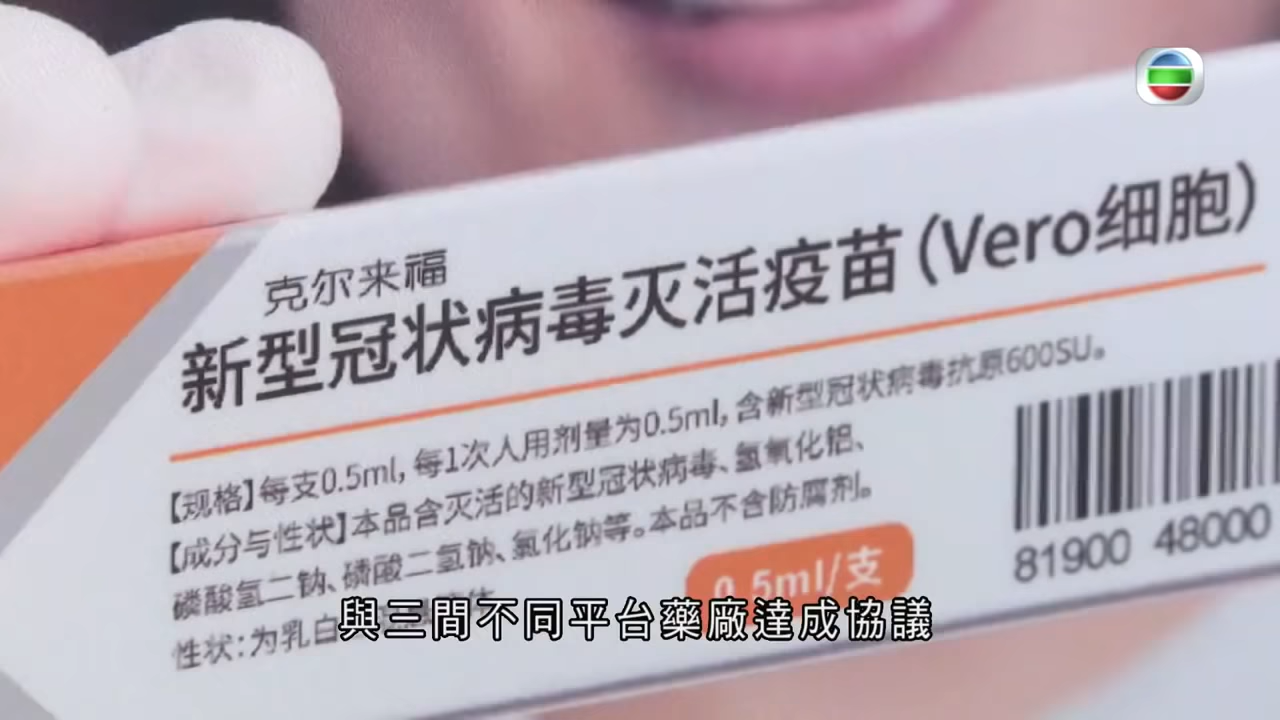 克尔来福
新型冠状病毒灭活疫苗(Vero细胞)
【规格】每支0.5ml,每1次人用剂量为0.5ml,含新型冠状病毒抗原600SU。
【成分与性状】本品含灭活的新型冠状病毒、氢氧化铝、
磷酸氢二钠、磷酸二氢钠、氯化钠等。本品不含防腐剂。
性状:为乳白
0.5ml/支
81900 48000
與三間不同平台藥廠達成協議